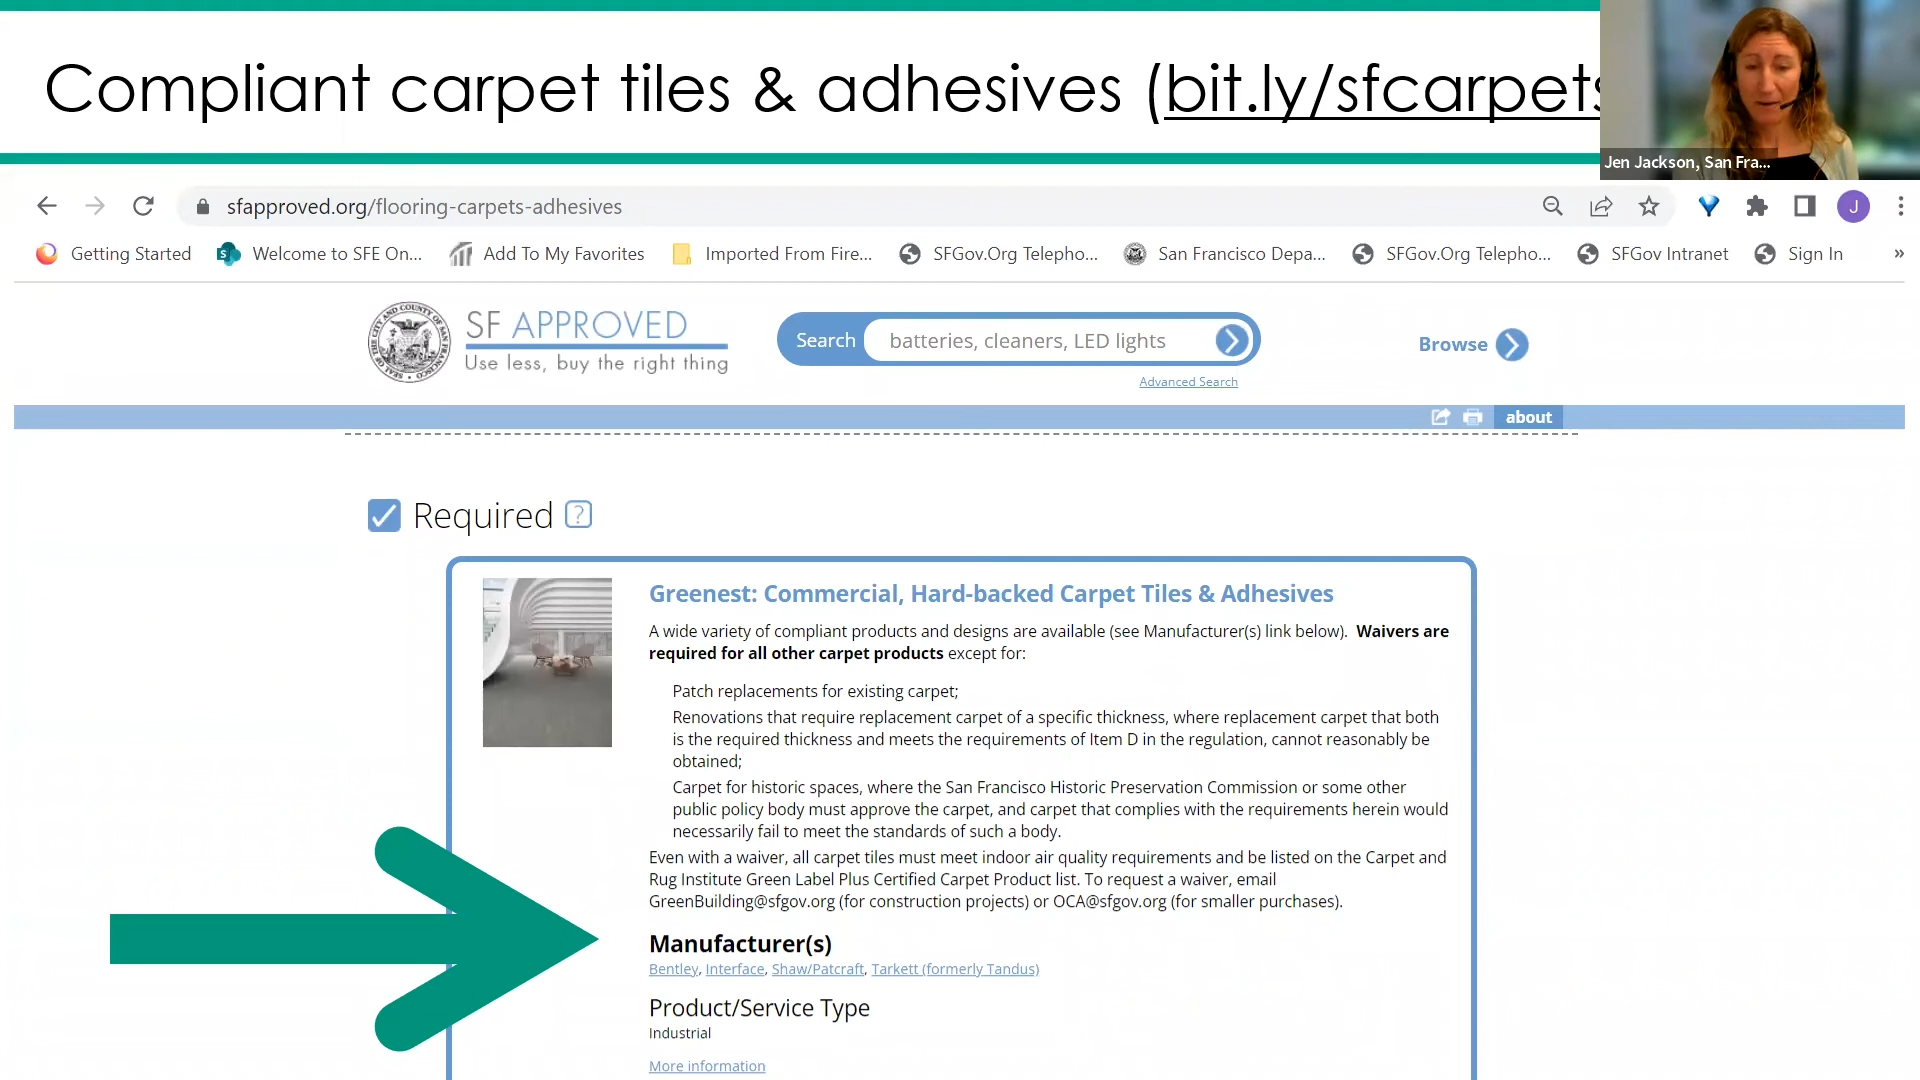 Compliant carpet tiles & adhesives (bit.ly/sfcarpets
Jen Jackson, San Fra...
sfapproved.org/flooring-carpets-adhesives
J
Getting Started
Welcome to SFE On...
Add To My Favorites
Imported From Fire...
SFGov.Org Telepho...
San Francisco Depa...
SFGov.Org Telepho...
SFGov Intranet
Sign In
»
SEAL OF THE CITY AND COUNTY OF SAN FRANCISCO
SF APPROVED
Use less, buy the right thing
Search
batteries, cleaners, LED lights
Advanced Search
Browse
about
Required ?
Greenest: Commercial, Hard-backed Carpet Tiles & Adhesives
A wide variety of compliant products and designs are available (see Manufacturer(s) link below). Waivers are
required for all other carpet products except for:
Patch replacements for existing carpet;
Renovations that require replacement carpet of a specific thickness, where replacement carpet that both
is the required thickness and meets the requirements of Item D in the regulation, cannot reasonably be
obtained;
Carpet for historic spaces, where the San Francisco Historic Preservation Commission or some other
public policy body must approve the carpet, and carpet that complies with the requirements herein would
necessarily fail to meet the standards of such a body.
Even with a waiver, all carpet tiles must meet indoor air quality requirements and be listed on the Carpet and
Rug Institute Green Label Plus Certified Carpet Product list. To request a waiver, email
GreenBuilding@sfgov.org (for construction projects) or OCA@sfgov.org (for smaller purchases).
Manufacturer(s)
Bentley, Interface, Shaw/Patcraft, Tarkett (formerly Tandus)
Product/Service Type
Industrial
More information